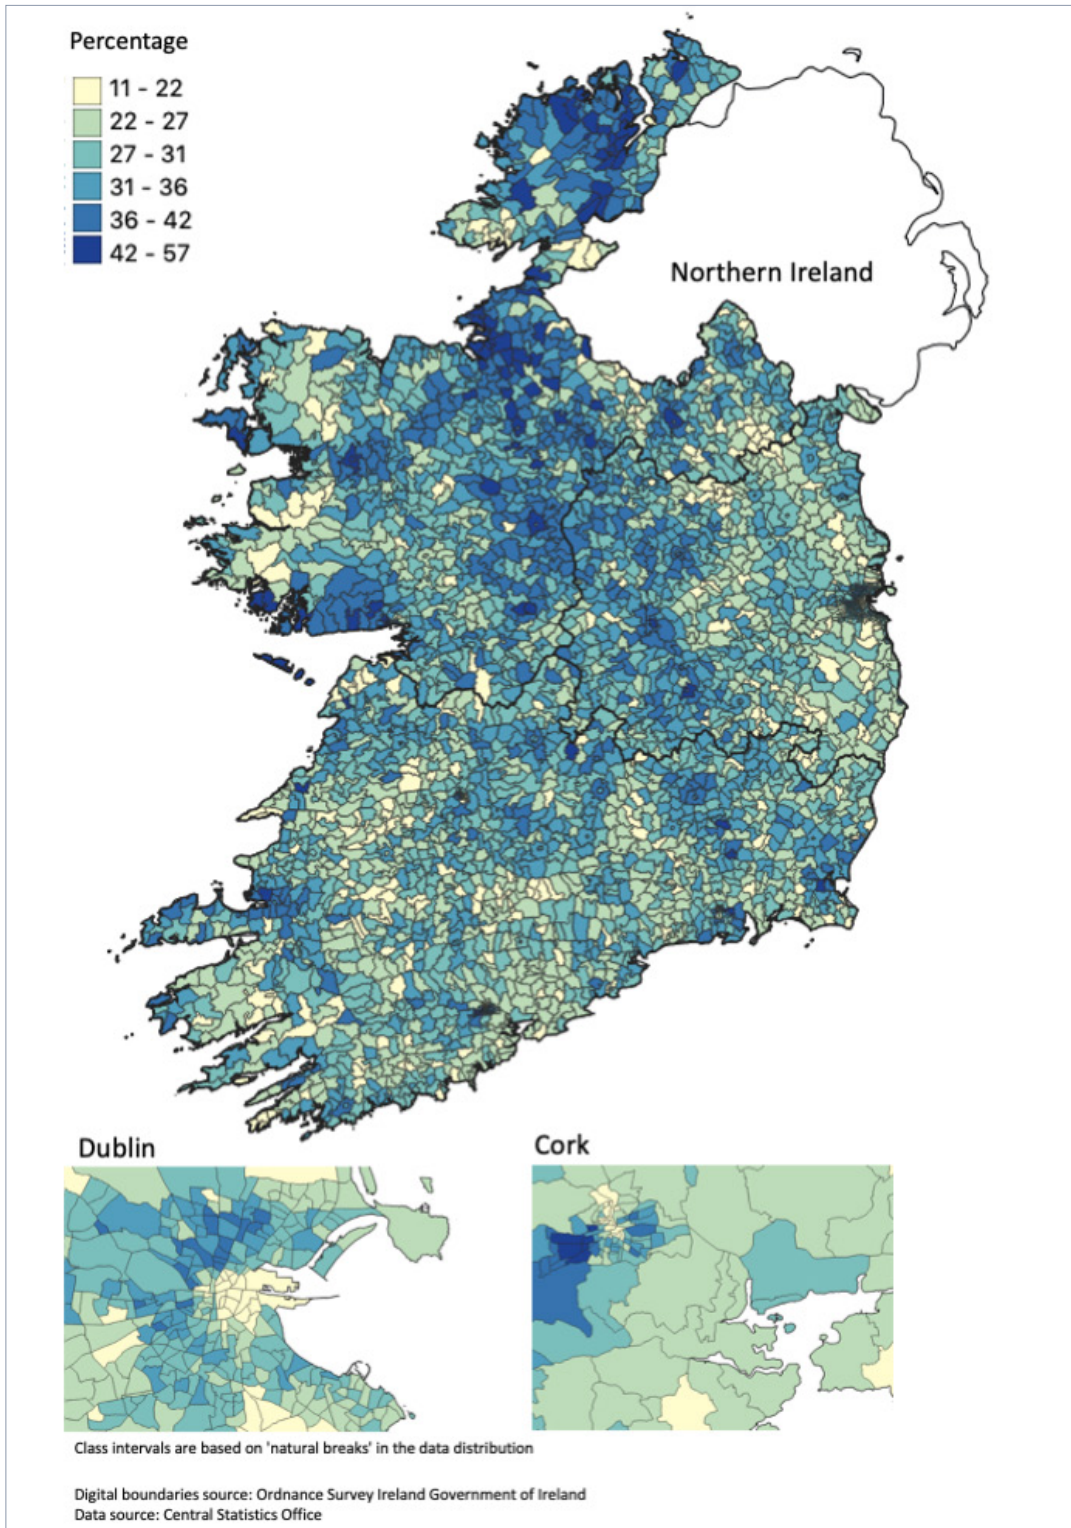 Percentage
11 - 22
22 - 27
27 - 31
31 - 36
36 - 42
42 - 57
Northern Ireland
Dublin
Cork
Class intervals are based on 'natural breaks' in the data distribution
Digital boundaries source: Ordnance Survey Ireland Government of Ireland
Data source: Central Statistics Office